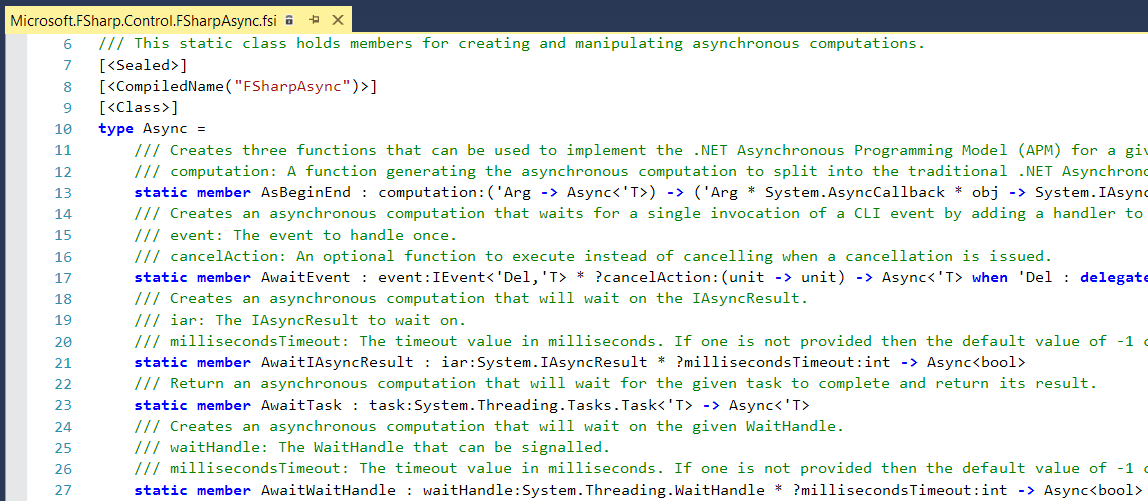 Microsoft.FSharp.Control.FSharpAsync.fsi
6 /// This static class holds members for creating and manipulating asynchronous computations.
7 [<Sealed>]
8 [<CompiledName("FSharpAsync")>]
9 [<Class>]
10 type Async =
11 /// Creates three functions that can be used to implement the .NET Asynchronous Programming Model (APM) for a giv
12 /// computation: A function generating the asynchronous computation to split into the traditional .NET Asynchrono
13 static member AsBeginEnd : computation:('Arg -> Async<'T>) -> ('Arg * System.AsyncCallback * obj -> System.IAsync
14 /// Creates an asynchronous computation that waits for a single invocation of a CLI event by adding a handler to
15 /// event: The event to handle once.
16 /// cancelAction: An optional function to execute instead of cancelling when a cancellation is issued.
17 static member AwaitEvent : event:IEvent<'Del,'T> * ?cancelAction:(unit -> unit) -> Async<'T> when 'Del : delegate
18 /// Creates an asynchronous computation that will wait on the IAsyncResult.
19 /// iar: The IAsyncResult to wait on.
20 /// millisecondsTimeout: The timeout value in milliseconds. If one is not provided then the default value of -1 c
21 static member AwaitIAsyncResult : iar:System.IAsyncResult * ?millisecondsTimeout:int -> Async<bool>
22 /// Return an asynchronous computation that will wait for the given task to complete and return its result.
23 static member AwaitTask : task:System.Threading.Tasks.Task<'T> -> Async<'T>
24 /// Creates an asynchronous computation that will wait on the given WaitHandle.
25 /// waitHandle: The WaitHandle that can be signalled.
26 /// millisecondsTimeout: The timeout value in milliseconds. If one is not provided then the default value of -1 c
27 static member AwaitWaitHandle : waitHandle:System.Threading.WaitHandle * ?millisecondsTimeout:int -> Async<bool>